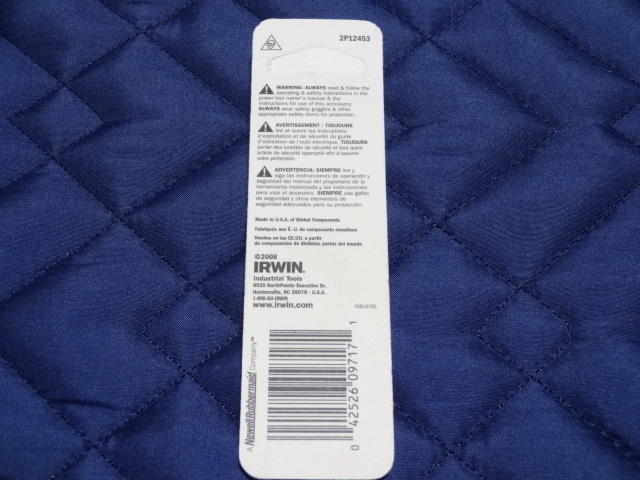 2P12453
WARNING: ALWAYS read & follow the
operating & safety instructions in the
power tool owner's manual & the
instructions for use of this accessory.
ALWAYS wear safety goggles & other
appropriate safety items for protection.
AVERTISSEMENT : TOUJOURS
lire et suivre les instructions
d'exploitation et de sécurité du guide
d'utilisation de l'outil électrique. TOUJOURS
porter des lunettes de sécurité et tout autre
article de sécurité approprié afin d'assurer
votre protection.
ADVERTENCIA: SIEMPRE lea y
siga las instrucciones de operación y
seguridad del manual del propietario de la
herramienta motorizada y las instrucciones
para usar el accesorio. SIEMPRE use gafas
de seguridad y otros elementos de
seguridad adecuados para su protección.
Made in U.S.A. of Global Components
Fabriqués aux É.-U. de composants mondiaux
Hechos en los EE.UU. a partir
de componentes de distintas partes del mundo
©2008
IRWIN.
Industrial Tools
8935 NorthPointe Executive Dr.
Huntersville, NC 28078 - U.S.A.
1-800-GO-IRWIN
www.irwin.com
A NewellRubbermaid Company™
0 42526 09717 1